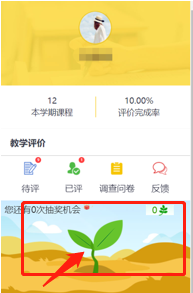 12 10.00%
本学期课程 评价完成率
教学评价
待评 已评 调查问卷 反馈
您还有0次抽奖机会 0